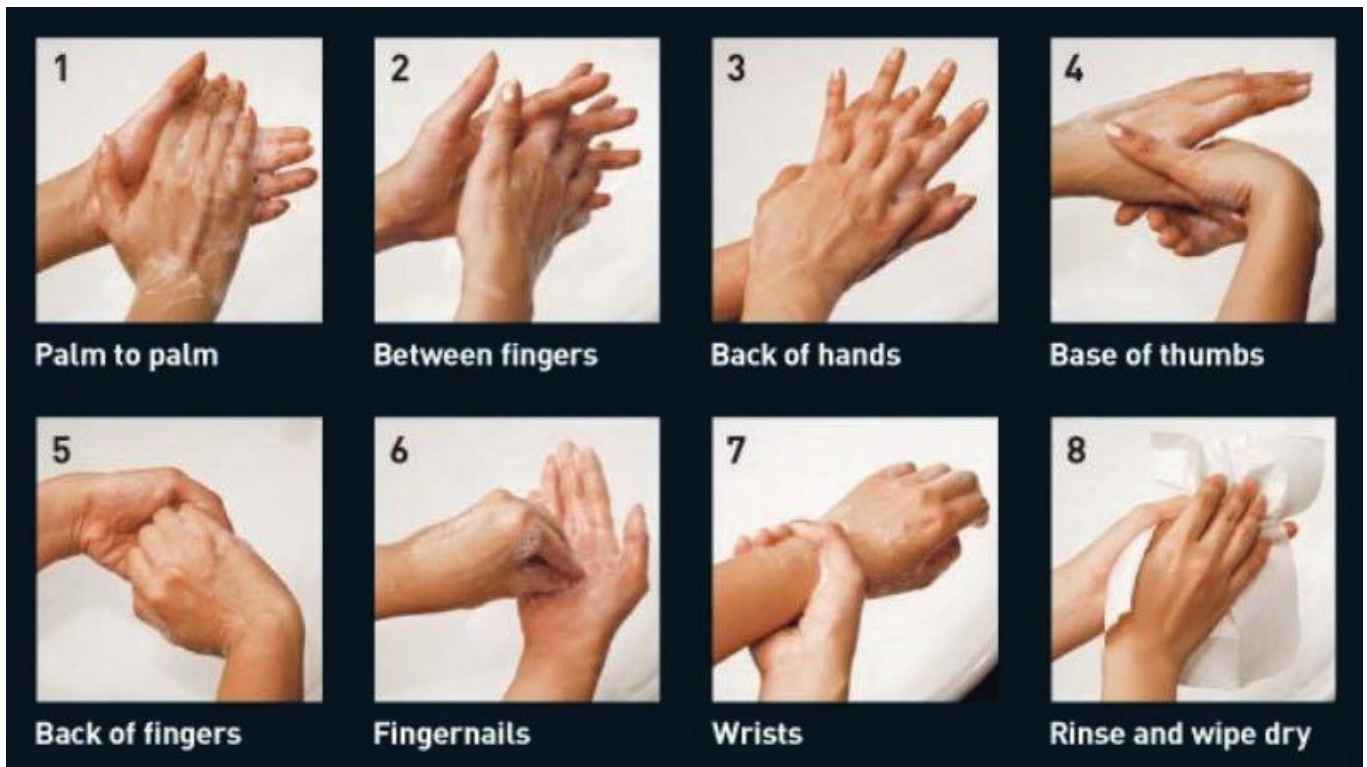 1
2
3
4
Palm to palm
Between fingers
Back of hands
Base of thumbs
5
6
7
8
Back of fingers
Fingernails
Wrists
Rinse and wipe dry